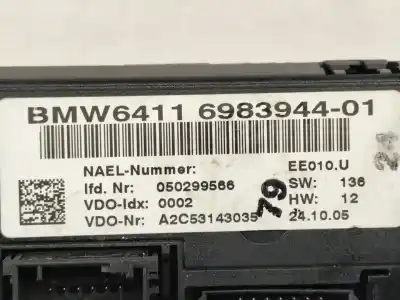 BMW6411 6983944-01
NAEL-Nummer: EE010.U
lfd. Nr: 050299566 SW: 136
VDO-Idx: 0002 HW: 12
VDO-Nr: A2C53143035 24.10.05
79